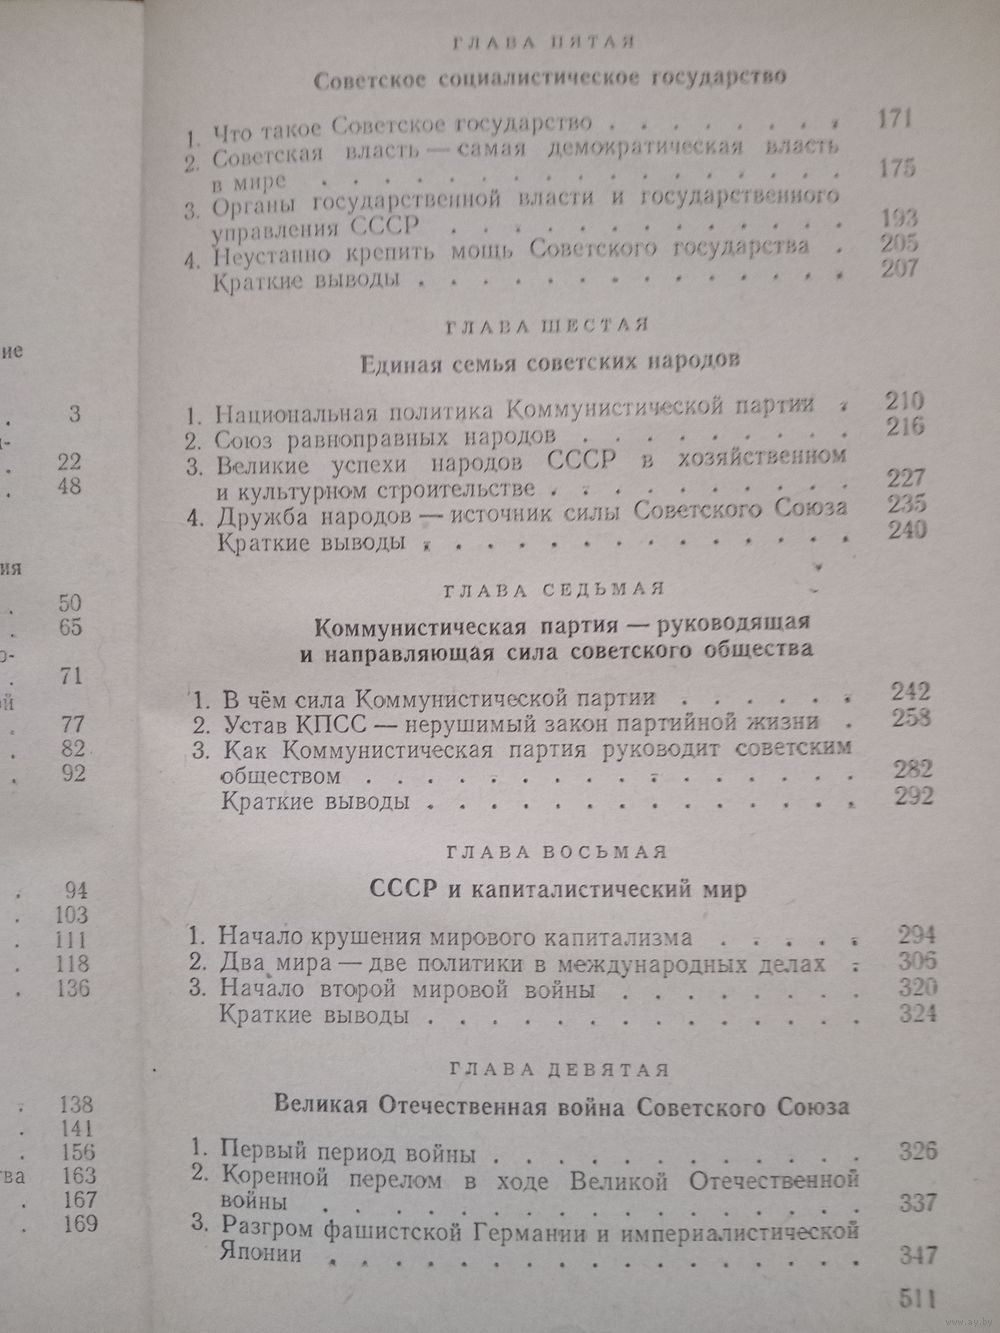 ие
. 3
. 22
. 48
ия
. 50
. 65
. 71
. 77
. 82
. 92
. 94
. 103
. 111
. 118
. 136
. 138
. 141
. 156
ва 163
. 167
. 169
ГЛАВА ПЯТАЯ
Советское социалистическое государство
1. Что такое Советское государство . . . . . . . . 171
2. Советская власть — самая демократическая власть
в мире . . . . . . . . . . . . . . . . . 175
3. Органы государственной власти и государственного
управления СССР . . . . . . . . . . . . . 193
4. Неустанно крепить мощь Советского государства . 205
Краткие выводы . . . . . . . . . . . . . . 207
ГЛАВА ШЕСТАЯ
Единая семья советских народов
1. Национальная политика Коммунистической партии . 210
2. Союз равноправных народов . . . . . . . . . 216
3. Великие успехи народов СССР в хозяйственном
и культурном строительстве . . . . . . . . . . 227
4. Дружба народов — источник силы Советского Союза 235
Краткие выводы . . . . . . . . . . . . . . 240
ГЛАВА СЕДЬМАЯ
Коммунистическая партия — руководящая
и направляющая сила советского общества
1. В чём сила Коммунистической партии . . . . . . 242
2. Устав КПСС — нерушимый закон партийной жизни . 258
3. Как Коммунистическая партия руководит советским
обществом . . . . . . . . . . . . . . . . 282
Краткие выводы . . . . . . . . . . . . . . 292
ГЛАВА ВОСЬМАЯ
СССР и капиталистический мир
1. Начало крушения мирового капитализма . . . . . 294
2. Два мира — две политики в международных делах . 306
3. Начало второй мировой войны . . . . . . . . 320
Краткие выводы . . . . . . . . . . . . . . 324
ГЛАВА ДЕВЯТАЯ
Великая Отечественная война Советского Союза
1. Первый период войны . . . . . . . . . . . . 326
2. Коренной перелом в ходе Великой Отечественной
войны . . . . . . . . . . . . . . . . . 337
3. Разгром фашистской Германии и империалистической
Японии . . . . . . . . . . . . . . . . . 347
511
www.ay.by